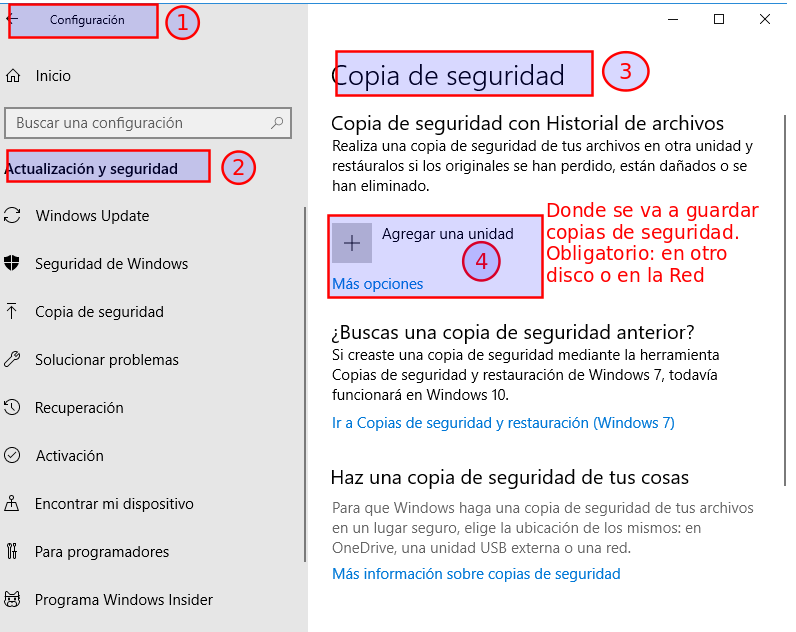 Configuración
1
Inicio
Buscar una configuración
Actualización y seguridad
2
Windows Update
Seguridad de Windows
Copia de seguridad
Solucionar problemas
Recuperación
Activación
Encontrar mi dispositivo
Para programadores
Programa Windows Insider
Copia de seguridad
3
Copia de seguridad con Historial de archivos
Realiza una copia de seguridad de tus archivos en otra unidad y
restáuralos si los originales se han perdido, están dañados o se
han eliminado.
Agregar una unidad
4
Más opciones
Donde se va a guardar
copias de seguridad.
Obligatorio: en otro
disco o en la Red
¿Buscas una copia de seguridad anterior?
Si creaste una copia de seguridad mediante la herramienta
Copias de seguridad y restauración de Windows 7, todavía
funcionará en Windows 10.
Ir a Copias de seguridad y restauración (Windows 7)
Haz una copia de seguridad de tus cosas
Para que Windows haga una copia de seguridad de tus archivos
en un lugar seguro, elige la ubicación de los mismos: en
OneDrive, una unidad USB externa o una red.
Más información sobre copias de seguridad